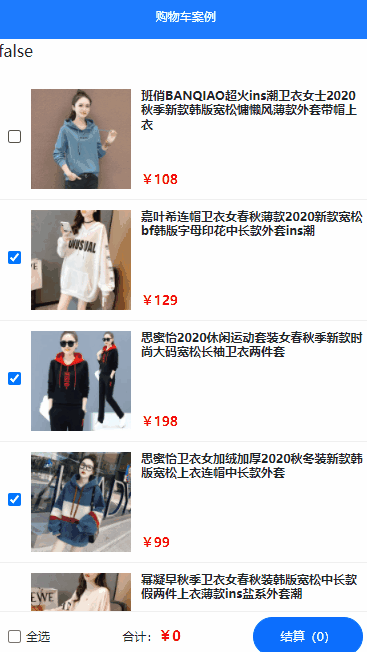 购物车案例
false
班俏BANQIAO超火ins潮卫衣女士2020
秋季新款韩版宽松慵懒风薄款外套带帽上
衣
￥108
嘉叶希连帽卫衣女春秋薄款2020新款宽松
bf韩版字母印花中长款外套ins潮
UNUSUAL
￥129
思蜜怡2020休闲运动套装女春秋季新款时
尚大码宽松长袖卫衣两件套
￥198
思蜜怡卫衣女加绒加厚2020秋冬装新款韩
版宽松上衣连帽中长款外套
￥99
幂凝早秋季卫衣女春秋装韩版宽松中长款
假两件上衣薄款ins盐系外套潮
全选
合计：￥0
结算（0）